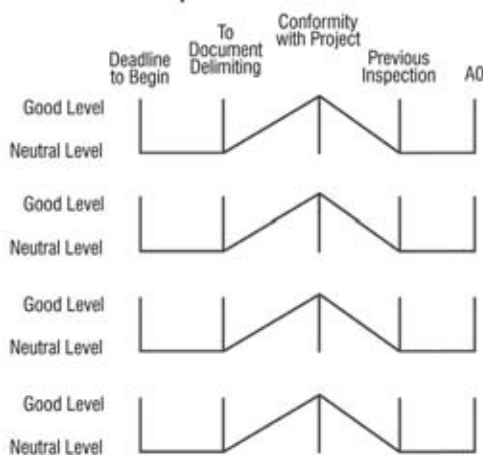 Deadline
to Begin
To
Document
Delimiting
Conformity
with Project
Previous
Inspection
A0
Good Level
Neutral Level
Good Level
Neutral Level
Good Level
Neutral Level
Good Level
Neutral Level